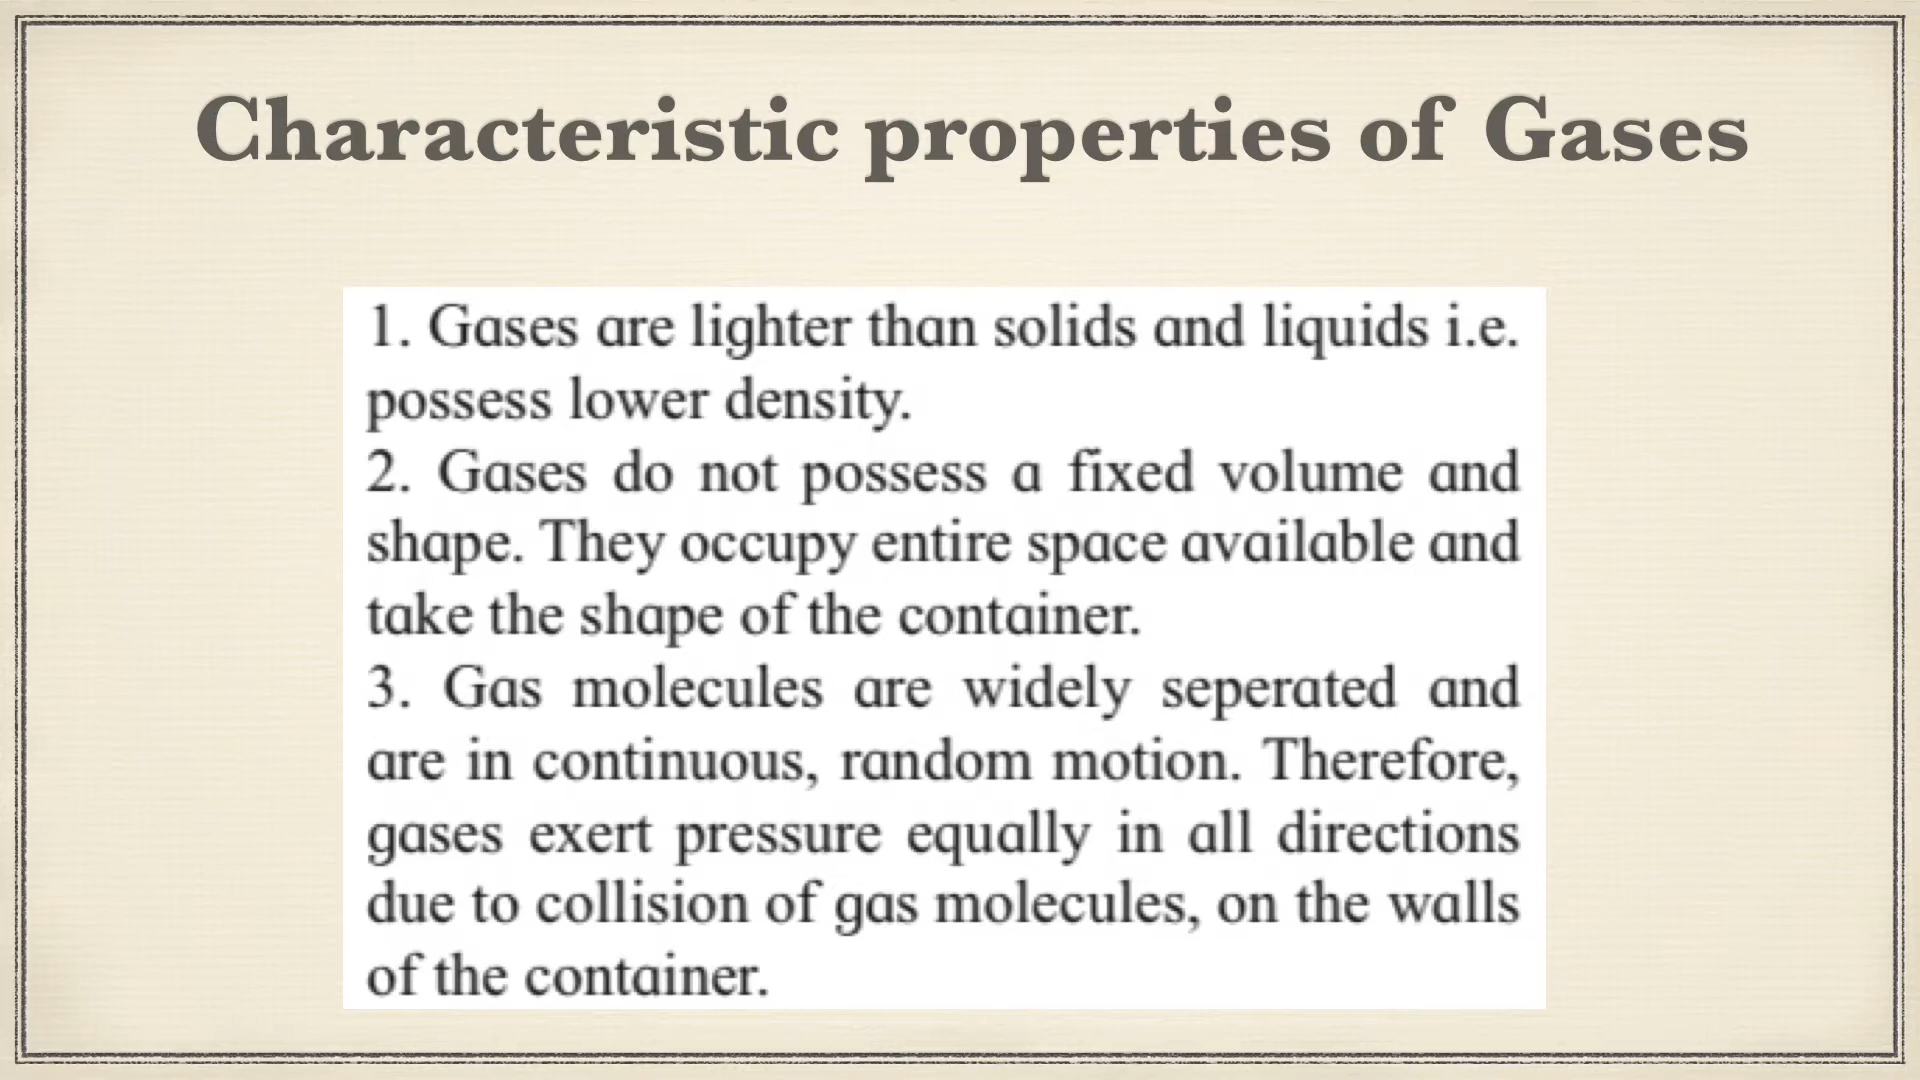 Characteristic properties of Gases
1. Gases are lighter than solids and liquids i.e.
possess lower density.
2. Gases do not possess a fixed volume and
shape. They occupy entire space available and
take the shape of the container.
3. Gas molecules are widely seperated and
are in continuous, random motion. Therefore,
gases exert pressure equally in all directions
due to collision of gas molecules, on the walls
of the container.